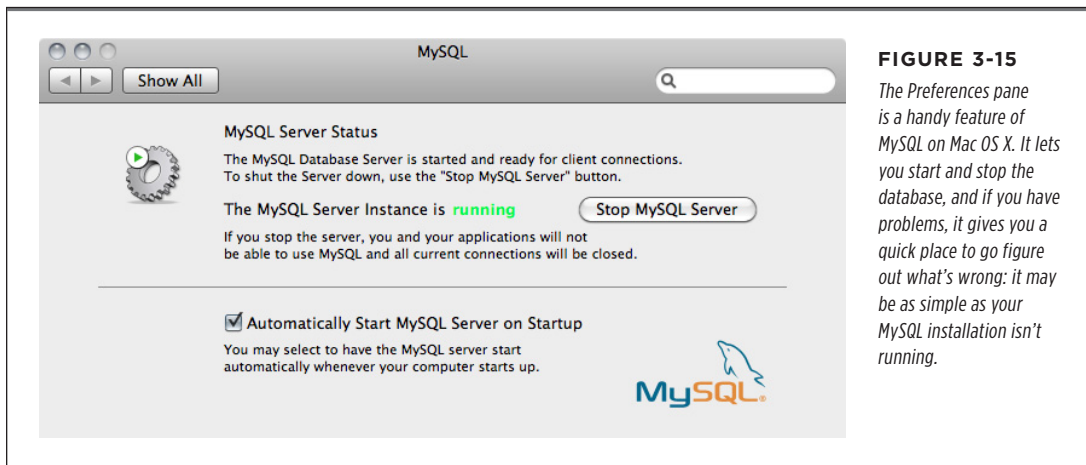 MySQL
Show All
MySQL Server Status
The MySQL Database Server is started and ready for client connections.
To shut the Server down, use the "Stop MySQL Server" button.
The MySQL Server Instance is running
Stop MySQL Server
If you stop the server, you and your applications will not
be able to use MySQL and all current connections will be closed.
Automatically Start MySQL Server on Startup
You may select to have the MySQL server start
automatically whenever your computer starts up.
MySQL®
FIGURE 3-15
The Preferences pane
is a handy feature of
MySQL on Mac OS X. It lets
you start and stop the
database, and if you have
problems, it gives you a
quick place to go figure
out what’s wrong: it may
be as simple as your
MySQL installation isn’t
running.